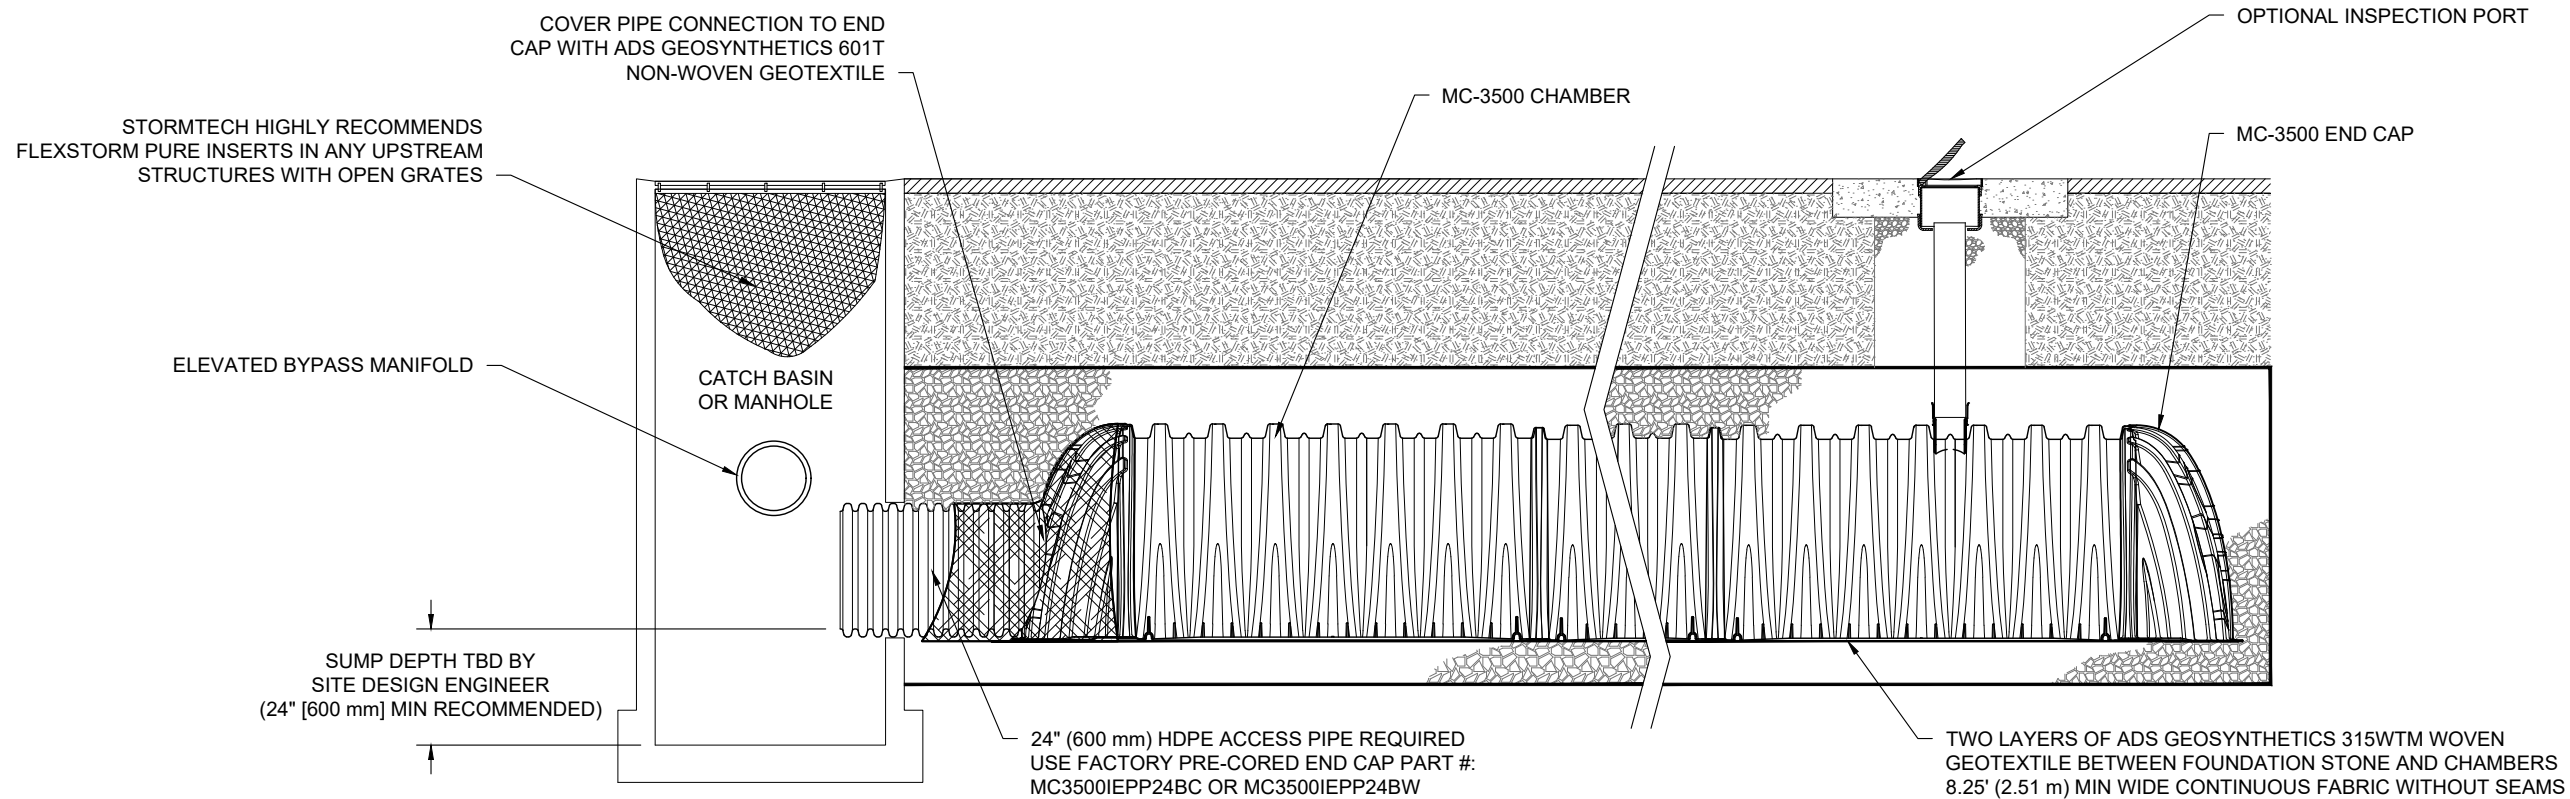 COVER PIPE CONNECTION TO END
CAP WITH ADS GEOSYNTHETICS 601T
NON-WOVEN GEOTEXTILE
OPTIONAL INSPECTION PORT
MC-3500 CHAMBER
MC-3500 END CAP
STORMTECH HIGHLY RECOMMENDS
FLEXSTORM PURE INSERTS IN ANY UPSTREAM
STRUCTURES WITH OPEN GRATES
ELEVATED BYPASS MANIFOLD
CATCH BASIN
OR MANHOLE
SUMP DEPTH TBD BY
SITE DESIGN ENGINEER
(24" [600 mm] MIN RECOMMENDED)
24" (600 mm) HDPE ACCESS PIPE REQUIRED
USE FACTORY PRE-CORED END CAP PART #:
MC3500IEPP24BC OR MC3500IEPP24BW
TWO LAYERS OF ADS GEOSYNTHETICS 315WTM WOVEN
GEOTEXTILE BETWEEN FOUNDATION STONE AND CHAMBERS
8.25' (2.51 m) MIN WIDE CONTINUOUS FABRIC WITHOUT SEAMS